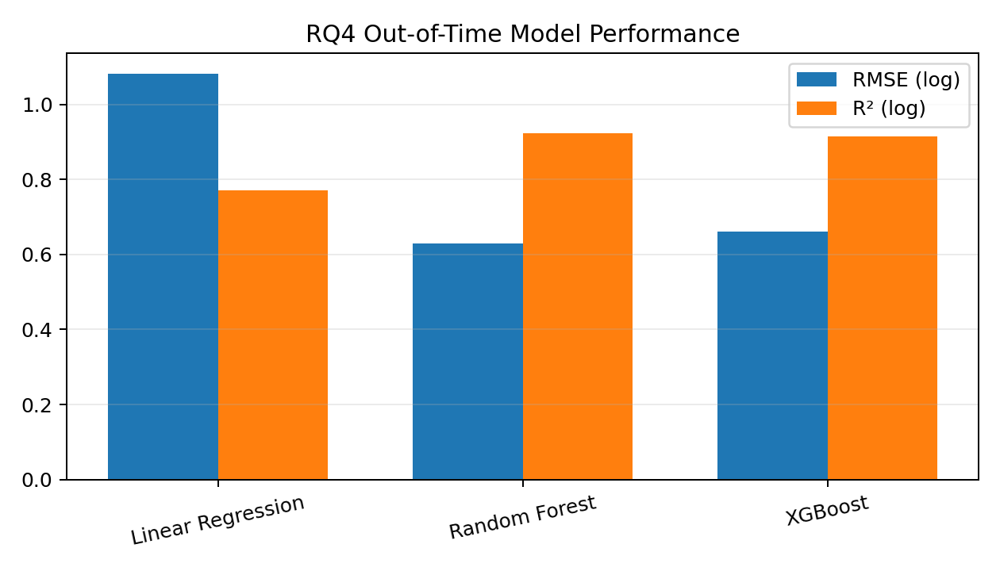 RQ4 Out-of-Time Model Performance
RMSE (log)
R² (log)
1.0
0.8
0.6
0.4
0.2
0.0
Linear Regression
Random Forest
XGBoost